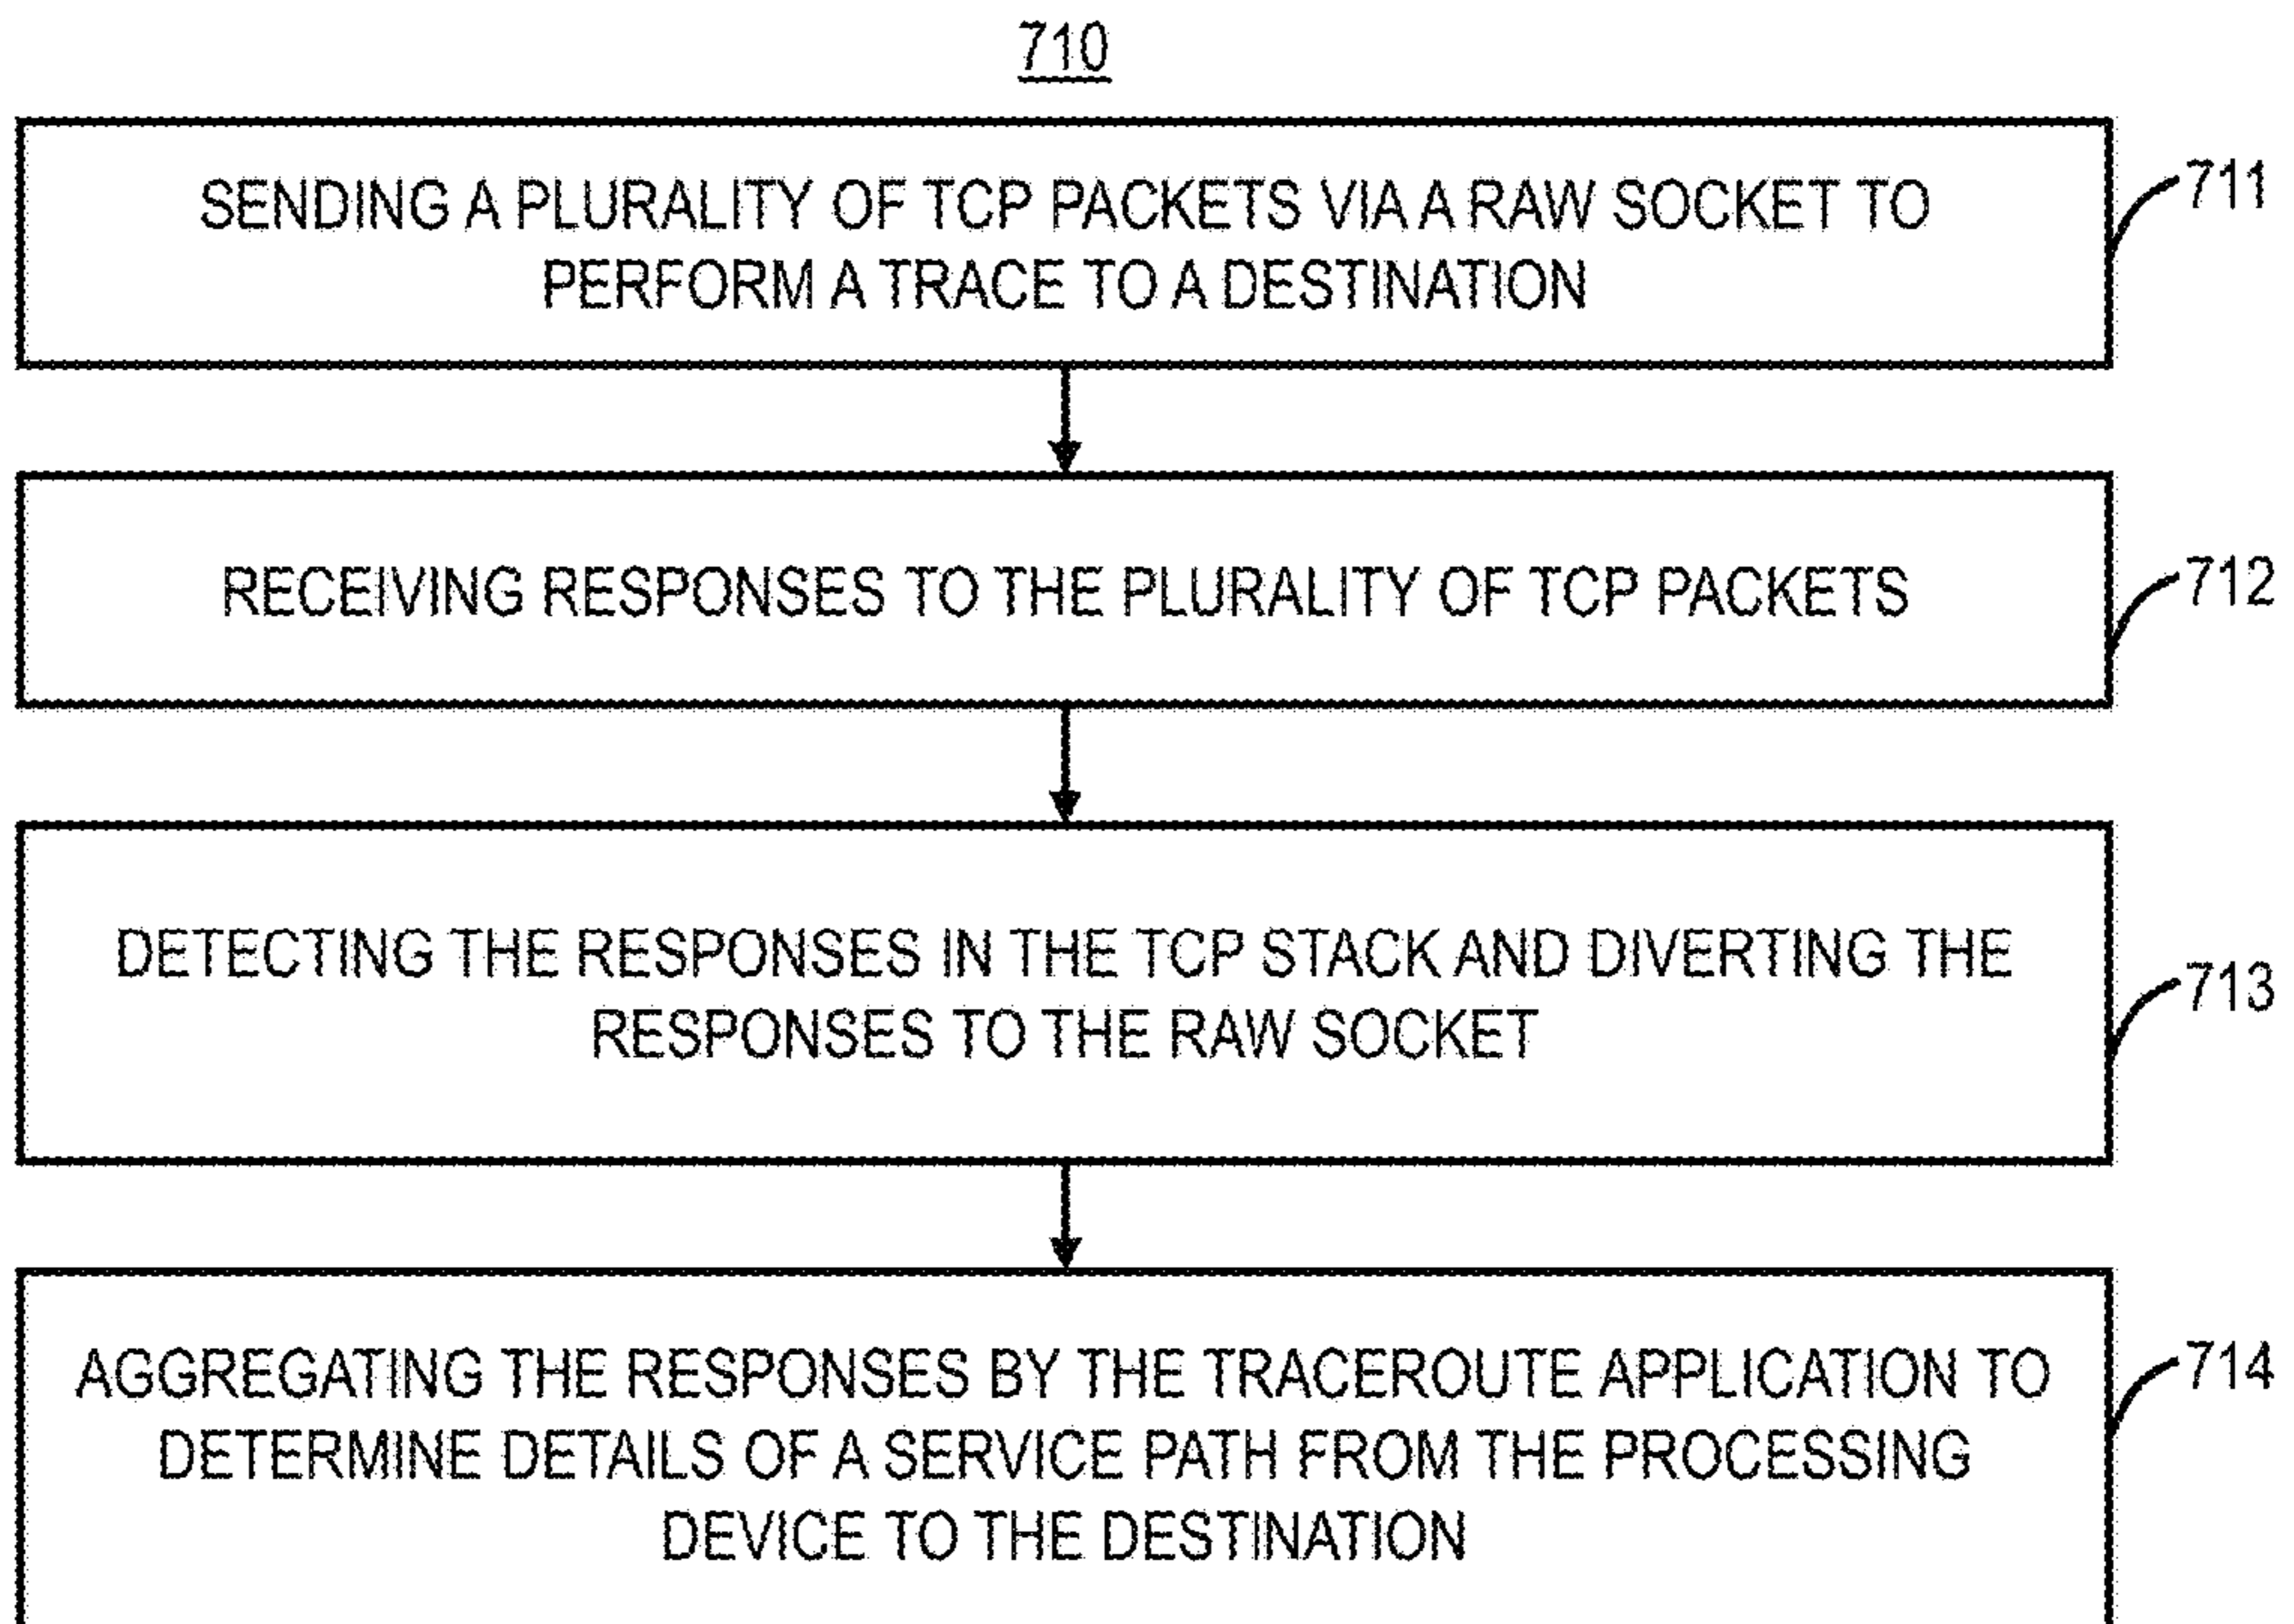 710
SENDING A PLURALITY OF TCP PACKETS VIA A RAW SOCKET TO
PERFORM A TRACE TO A DESTINATION
711
RECEIVING RESPONSES TO THE PLURALITY OF TCP PACKETS
712
DETECTING THE RESPONSES IN THE TCP STACK AND DIVERTING THE
RESPONSES TO THE RAW SOCKET
713
AGGREGATING THE RESPONSES BY THE TRACEROUTE APPLICATION TO
DETERMINE DETAILS OF A SERVICE PATH FROM THE PROCESSING
DEVICE TO THE DESTINATION
714